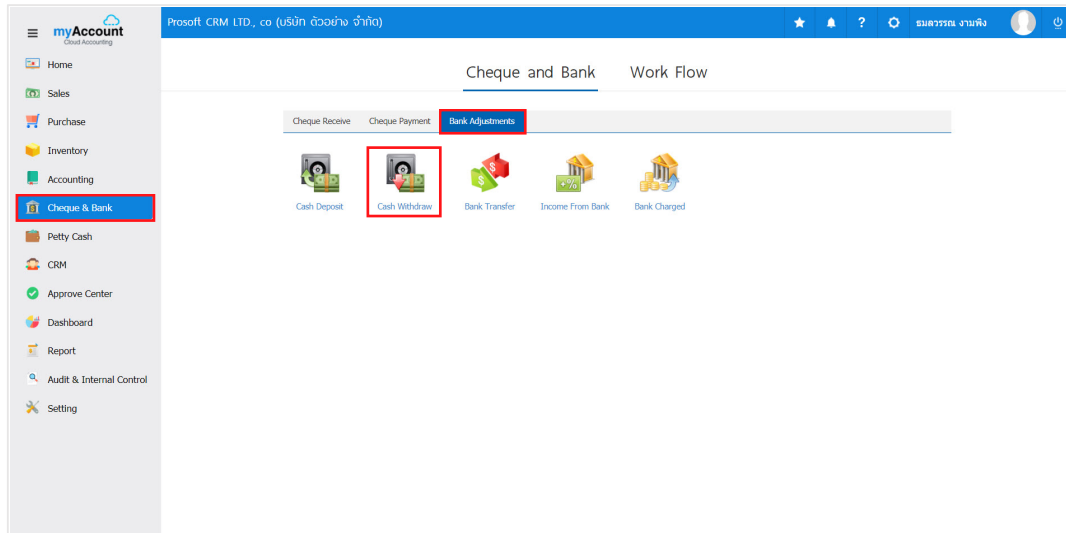 myAccount
Cloud Accounting
Prosoft CRM LTD., co (บริษัท ตัวอย่าง จำกัด)
?
ธมลวรรณ งามพิง
Home
Sales
Purchase
Inventory
Accounting
Cheque & Bank
Petty Cash
CRM
Approve Center
Dashboard
Report
Audit & Internal Control
Setting
Cheque and Bank Work Flow
Cheque Receive Cheque Payment Bank Adjustments
Cash Deposit Cash Withdraw Bank Transfer Income From Bank Bank Charged